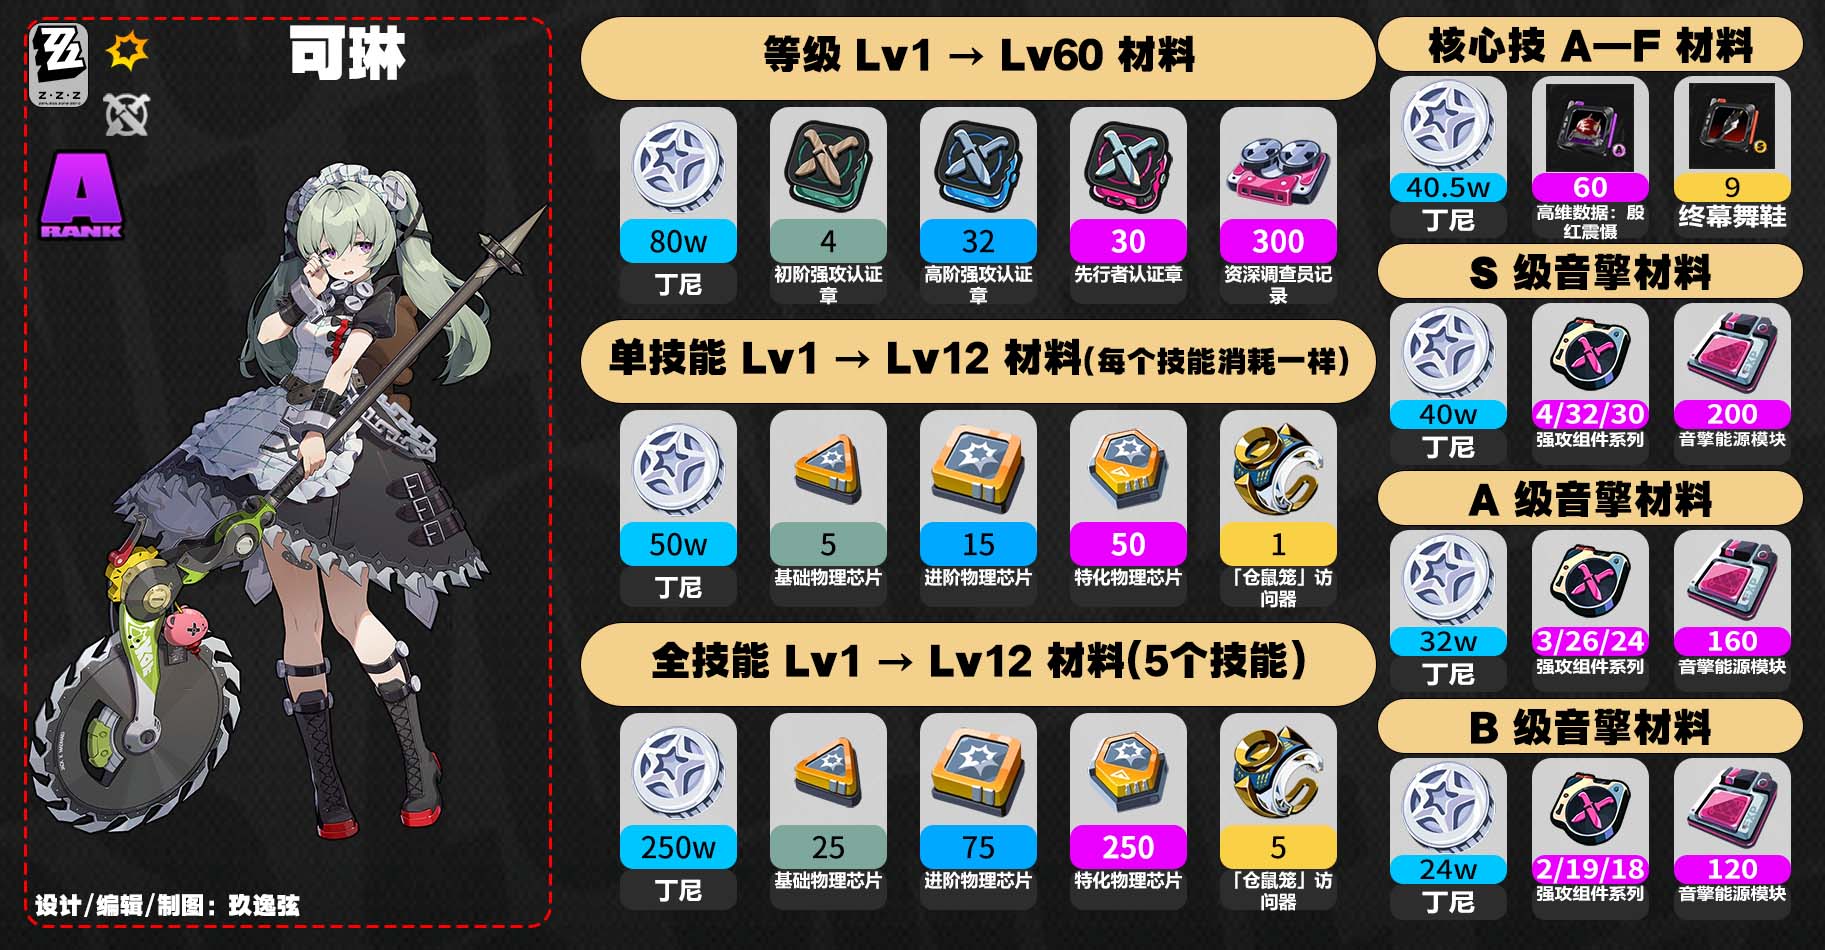 Z·Z·Z
可琳
A
RANK
设计/编辑/制图：玖逸弦
等级 Lv1 → Lv60 材料
80w
4
32
30
300
丁尼
初阶强攻认证
章
高阶强攻认证
章
先行者认证章
资深调查员记
录
单技能 Lv1 → Lv12 材料(每个技能消耗一样)
50w
5
15
50
1
丁尼
基础物理芯片
进阶物理芯片
特化物理芯片
「仓鼠笼」访
问器
全技能 Lv1 → Lv12 材料(5个技能)
250w
25
75
250
5
丁尼
基础物理芯片
进阶物理芯片
特化物理芯片
「仓鼠笼」访
问器
核心技 A—F 材料
40.5w
60
9
丁尼
高维数据：殷
红震慑
终幕舞鞋
S 级音擎材料
40w
4/32/30
200
丁尼
强攻组件系列
音擎能源模块
A 级音擎材料
32w
3/26/24
160
丁尼
强攻组件系列
音擎能源模块
B 级音擎材料
24w
2/19/18
120
丁尼
强攻组件系列
音擎能源模块